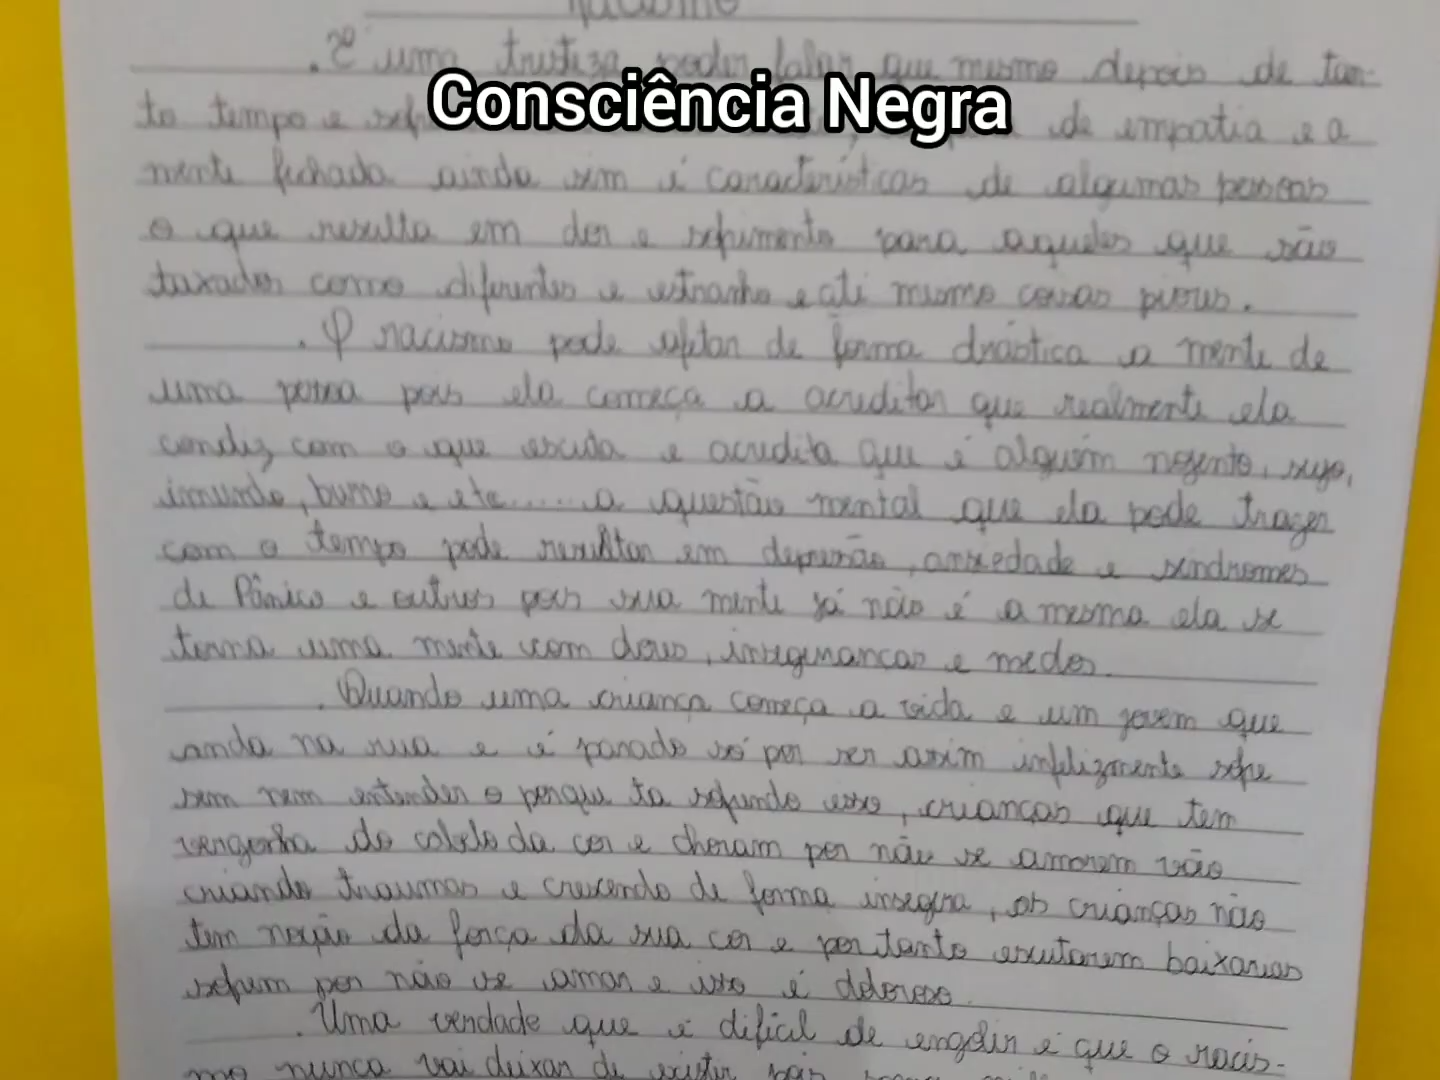 Racismo
. É uma tristeza poder falar que mesmo depois de tan-
to tempo e de empatia e a
Consciência Negra
mente fechada ainda sim é características de algumas pessoas
o que resulta em dor e sofrimento para aqueles que são
taxados como diferentes e estranho e até mesmo coisas piores.
. O racismo pode afetar de forma drástica a mente de
uma pessoa pois ela começa a acreditar que realmente ela
condiz com o que escuta e acredita que é alguém nojento, sujo,
imundo, burro e etc..... a questão mental que ela pode trazer
com o tempo pode resultar em depressão, ansiedade e síndromes
de Pânico e outros pois sua mente já não é a mesma ela se
torna uma mente com dores, inseguranças e medos.
. Quando uma criança começa a vida e um jovem que
anda na rua e é parado só por ser assim infelizmente sofre
sem nem entender o porque ta sofrendo isso, crianças que tem
vergonha do cabelo da cor e choram por não se amarem vão
criando traumas e crescendo de forma insegura, as crianças não
tem noção da força da sua cor e por tanto escutarem baixarias
sofrem por não se amar e isso é doloroso.
. Uma verdade que é dificil de engolir é que o racis-
mo nunca vai deixar de existir